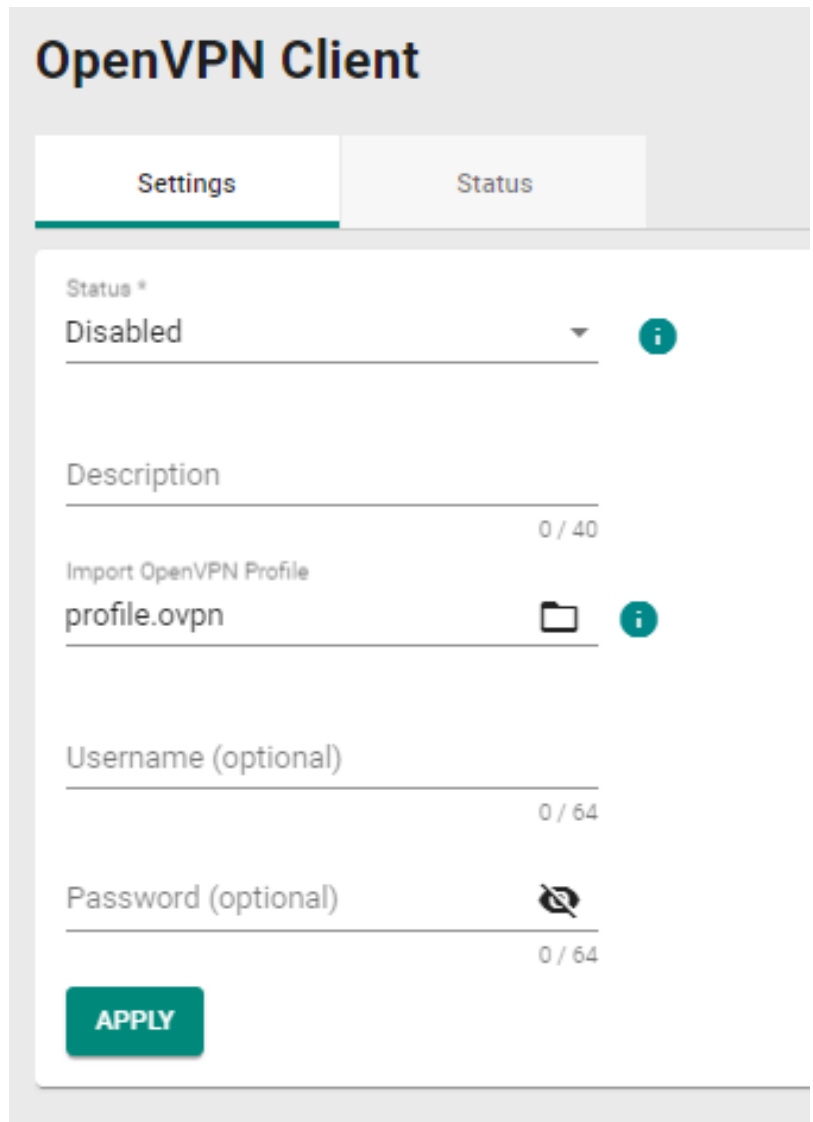 OpenVPN Client
Settings Status
Status *
Disabled
Description
0 / 40
Import OpenVPN Profile
profile.ovpn
Username (optional)
0 / 64
Password (optional)
0 / 64
APPLY